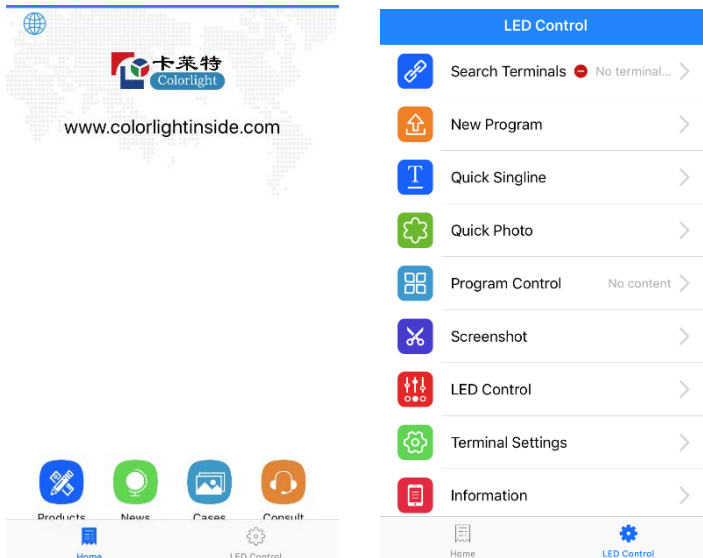 卡莱特
Colorlight
www.colorlightinside.com
Products
News
Cases
Consult
Home
LED Control
LED Control
Search Terminals
No terminal...
New Program
T
Quick Singline
Quick Photo
Program Control
No content
Screenshot
LED Control
Terminal Settings
Information
Home
LED Control